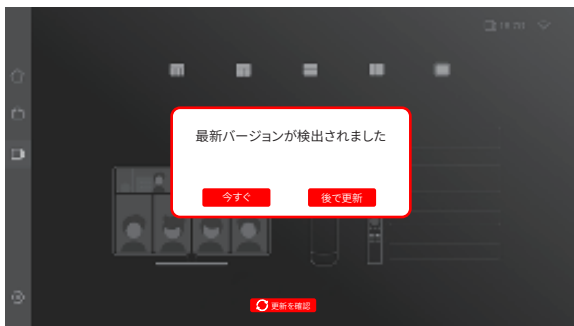 最新バージョンが検出されました
今すぐ
後で更新
更新を確認